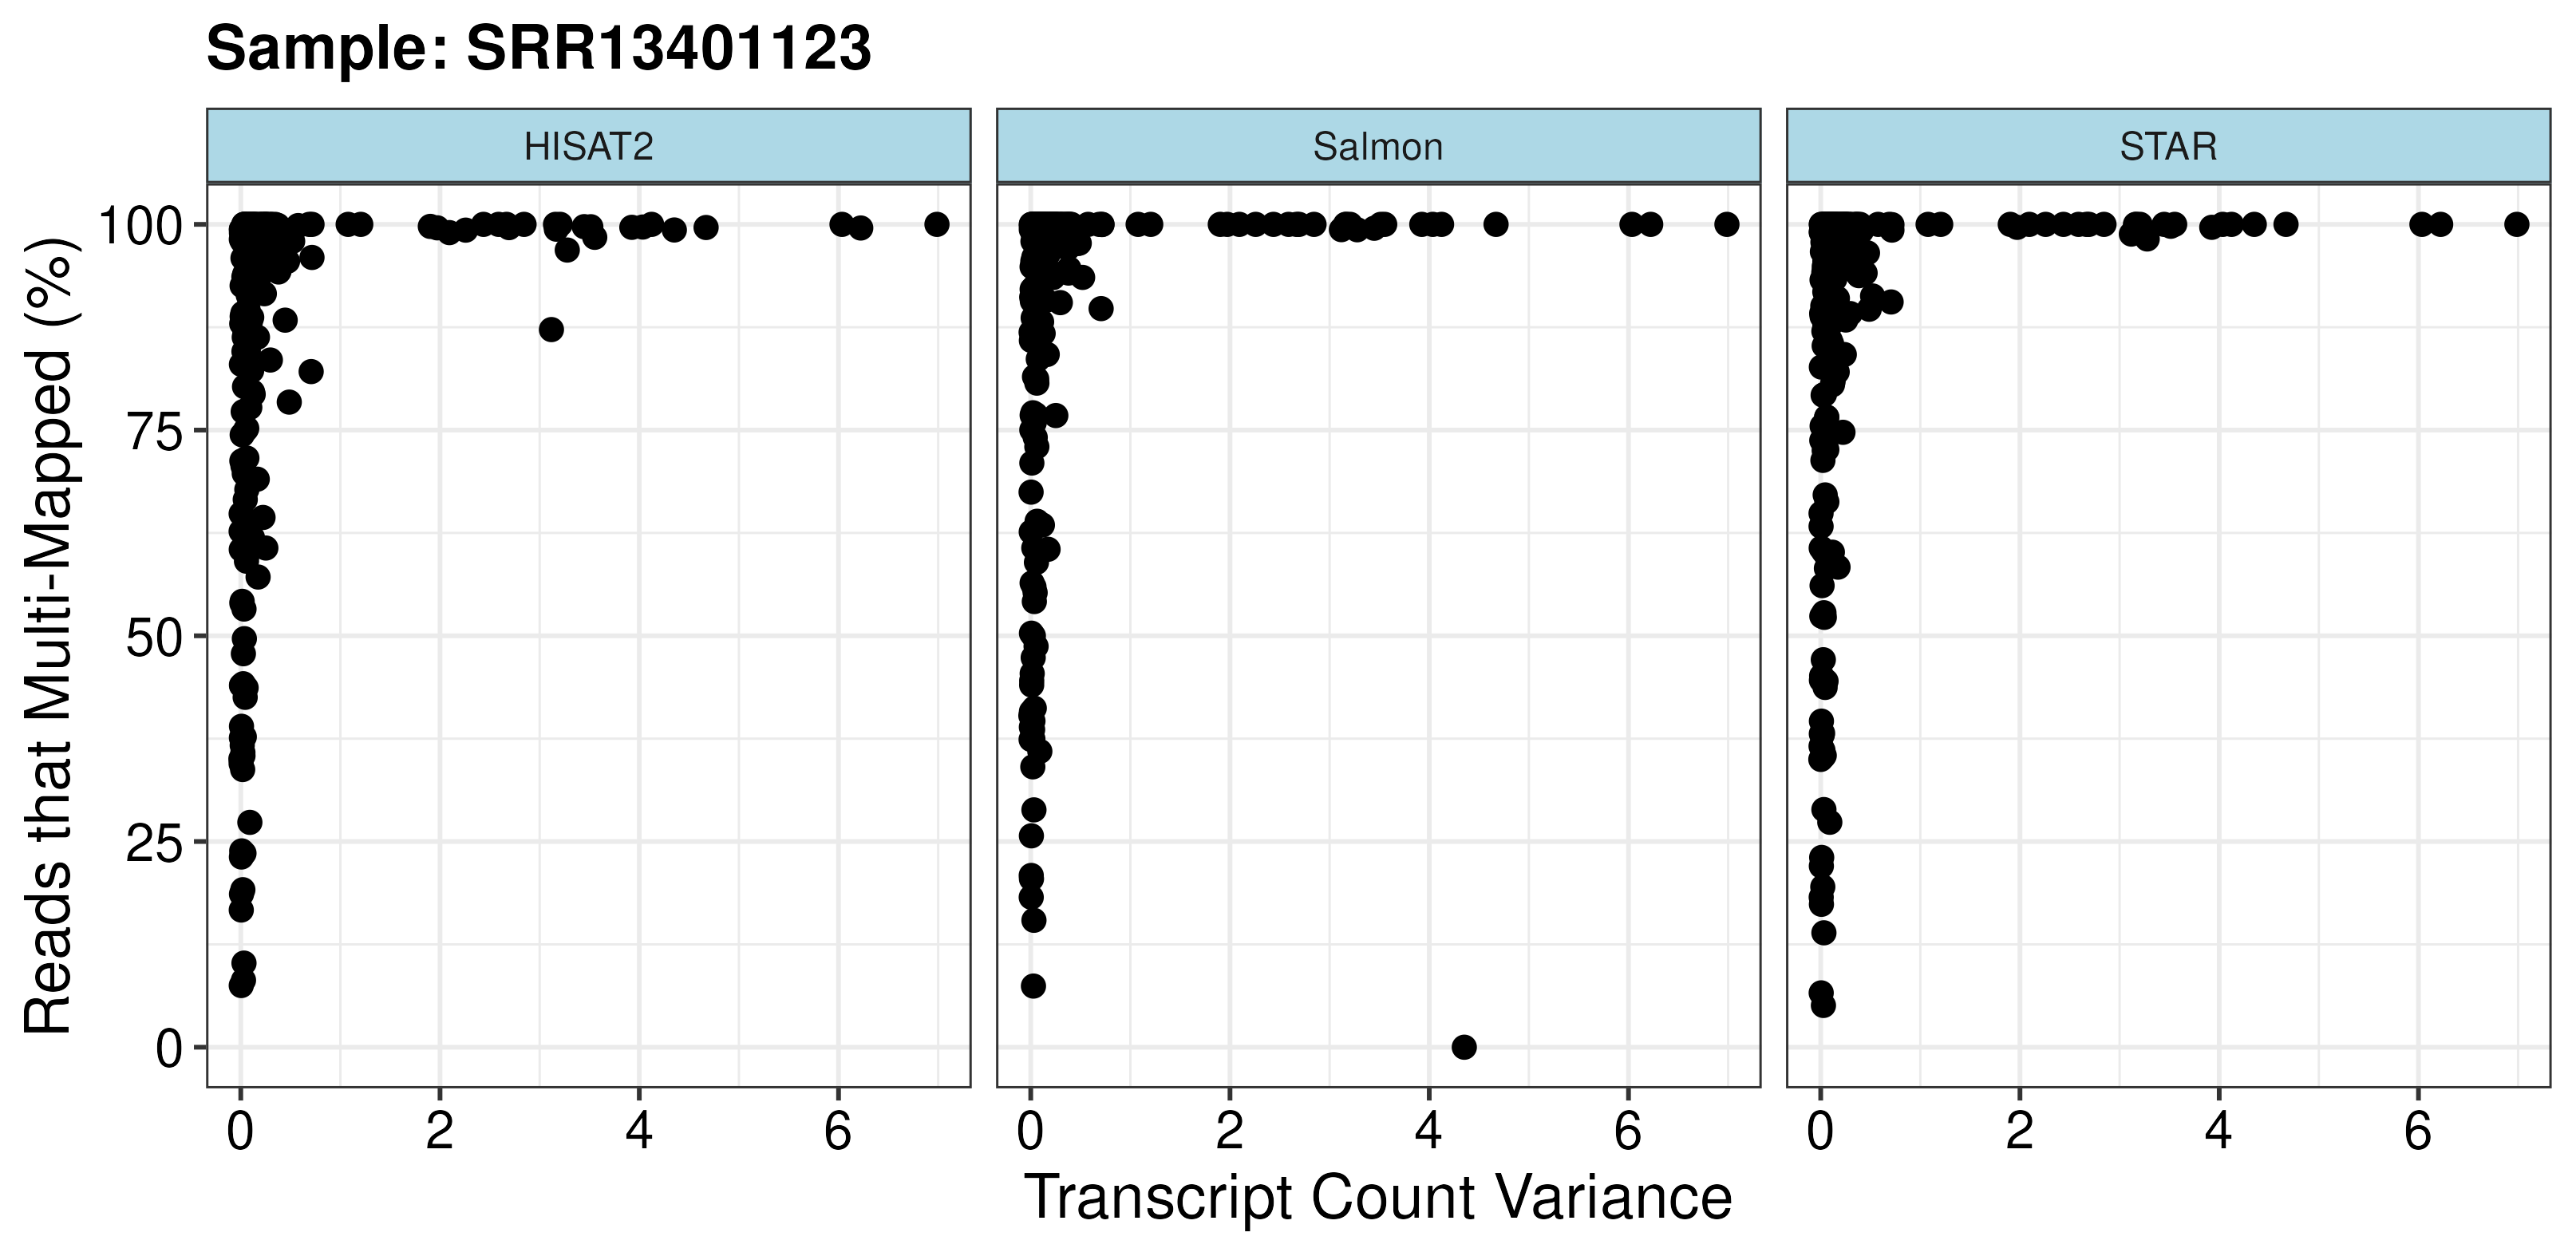 Sample: SRR13401123
HISAT2 Salmon STAR
Reads that Multi-Mapped (%)
100
75
50
25
0
0 2 4 6 0 2 4 6 0 2 4 6
Transcript Count Variance